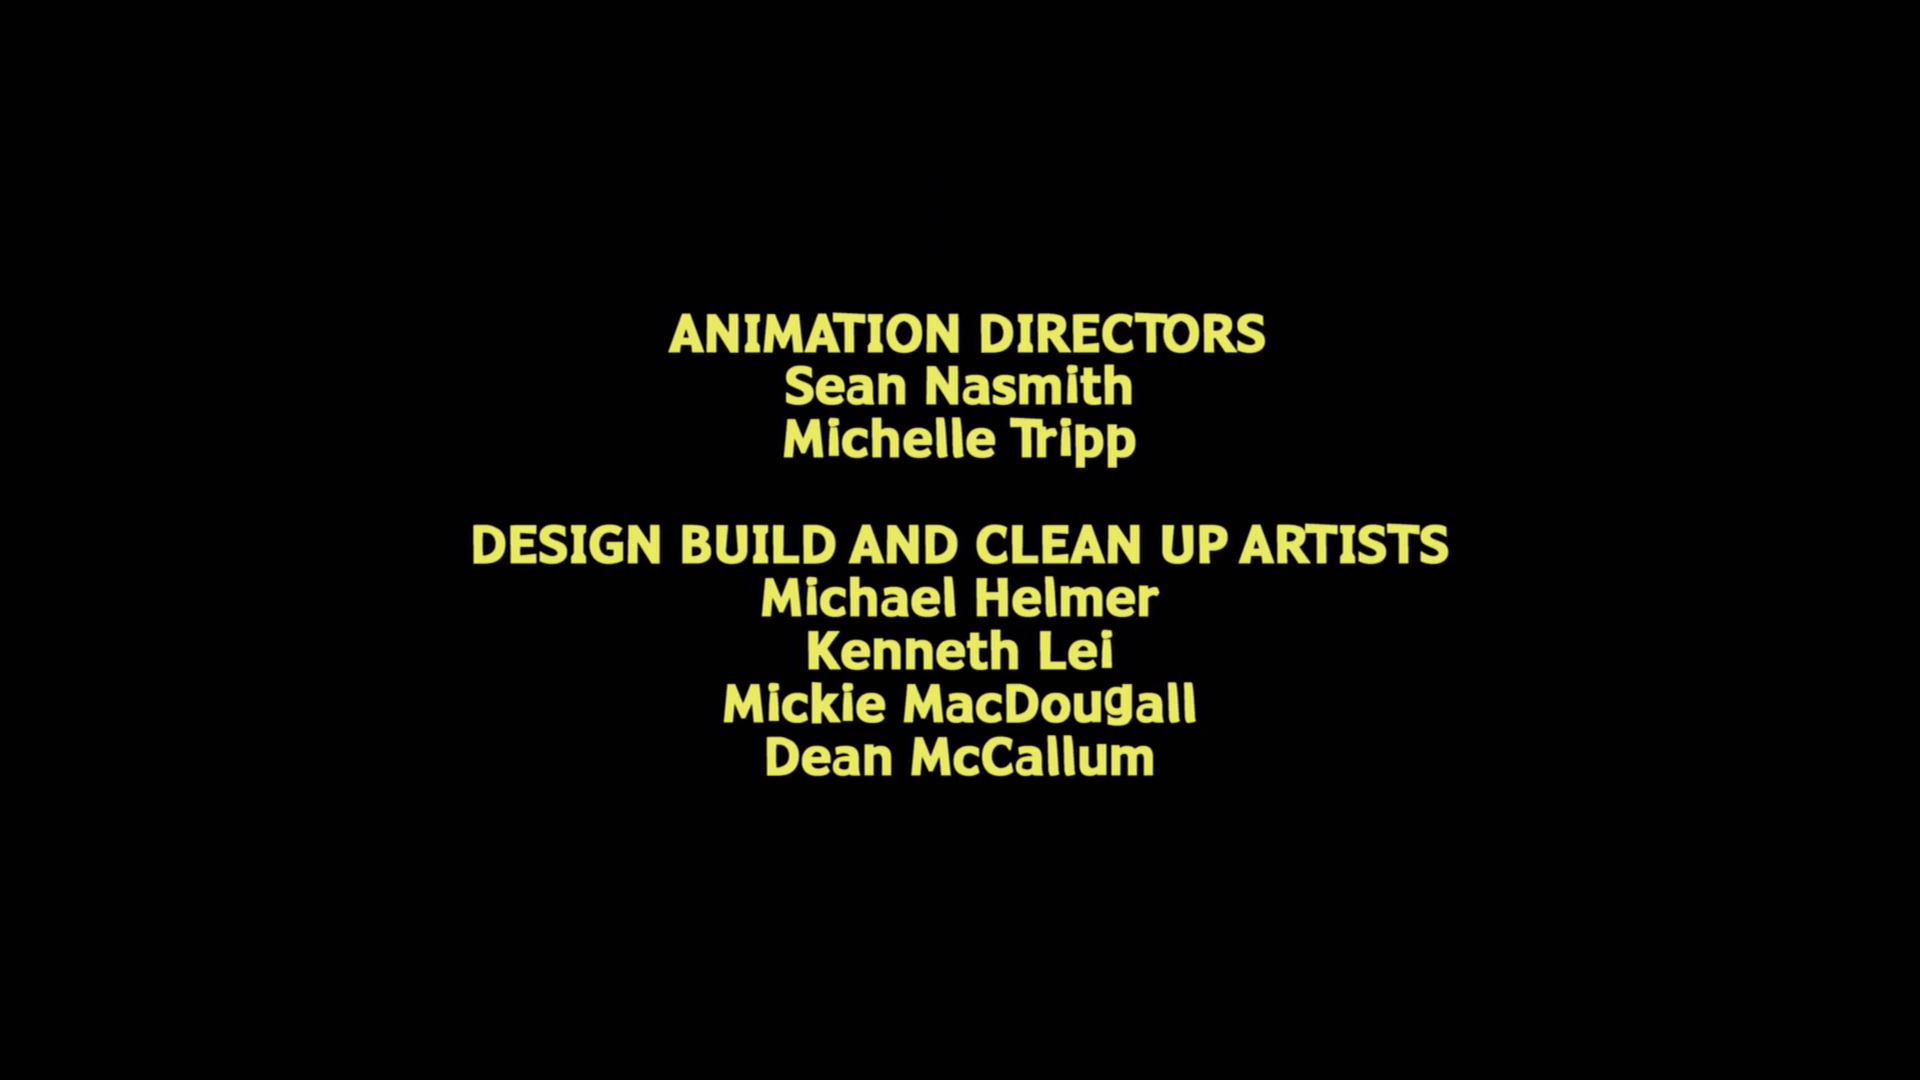 ANIMATION DIRECTORS
Sean Nasmith
Michelle Tripp
DESIGN BUILD AND CLEAN UP ARTISTS
Michael Helmer
Kenneth Lei
Mickie MacDougall
Dean McCallum